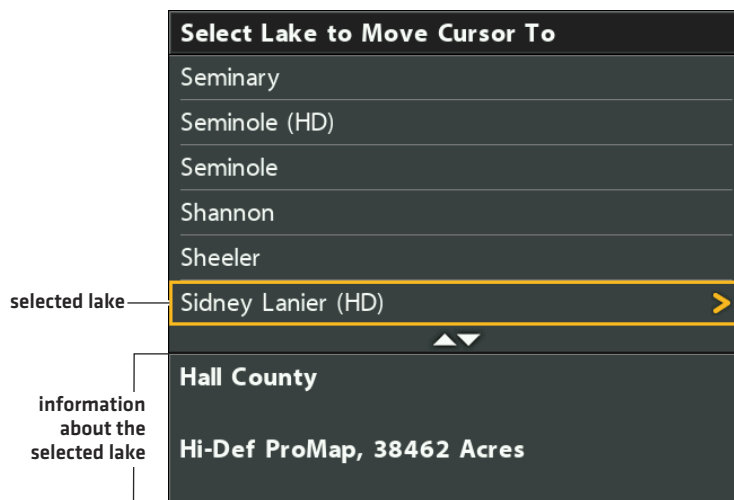 Select Lake to Move Cursor To
Seminary
Seminole (HD)
Seminole
Shannon
Sheeler
selected lake
Sidney Lanier (HD)
Hall County
information
about the
selected lake
Hi-Def ProMap, 38462 Acres